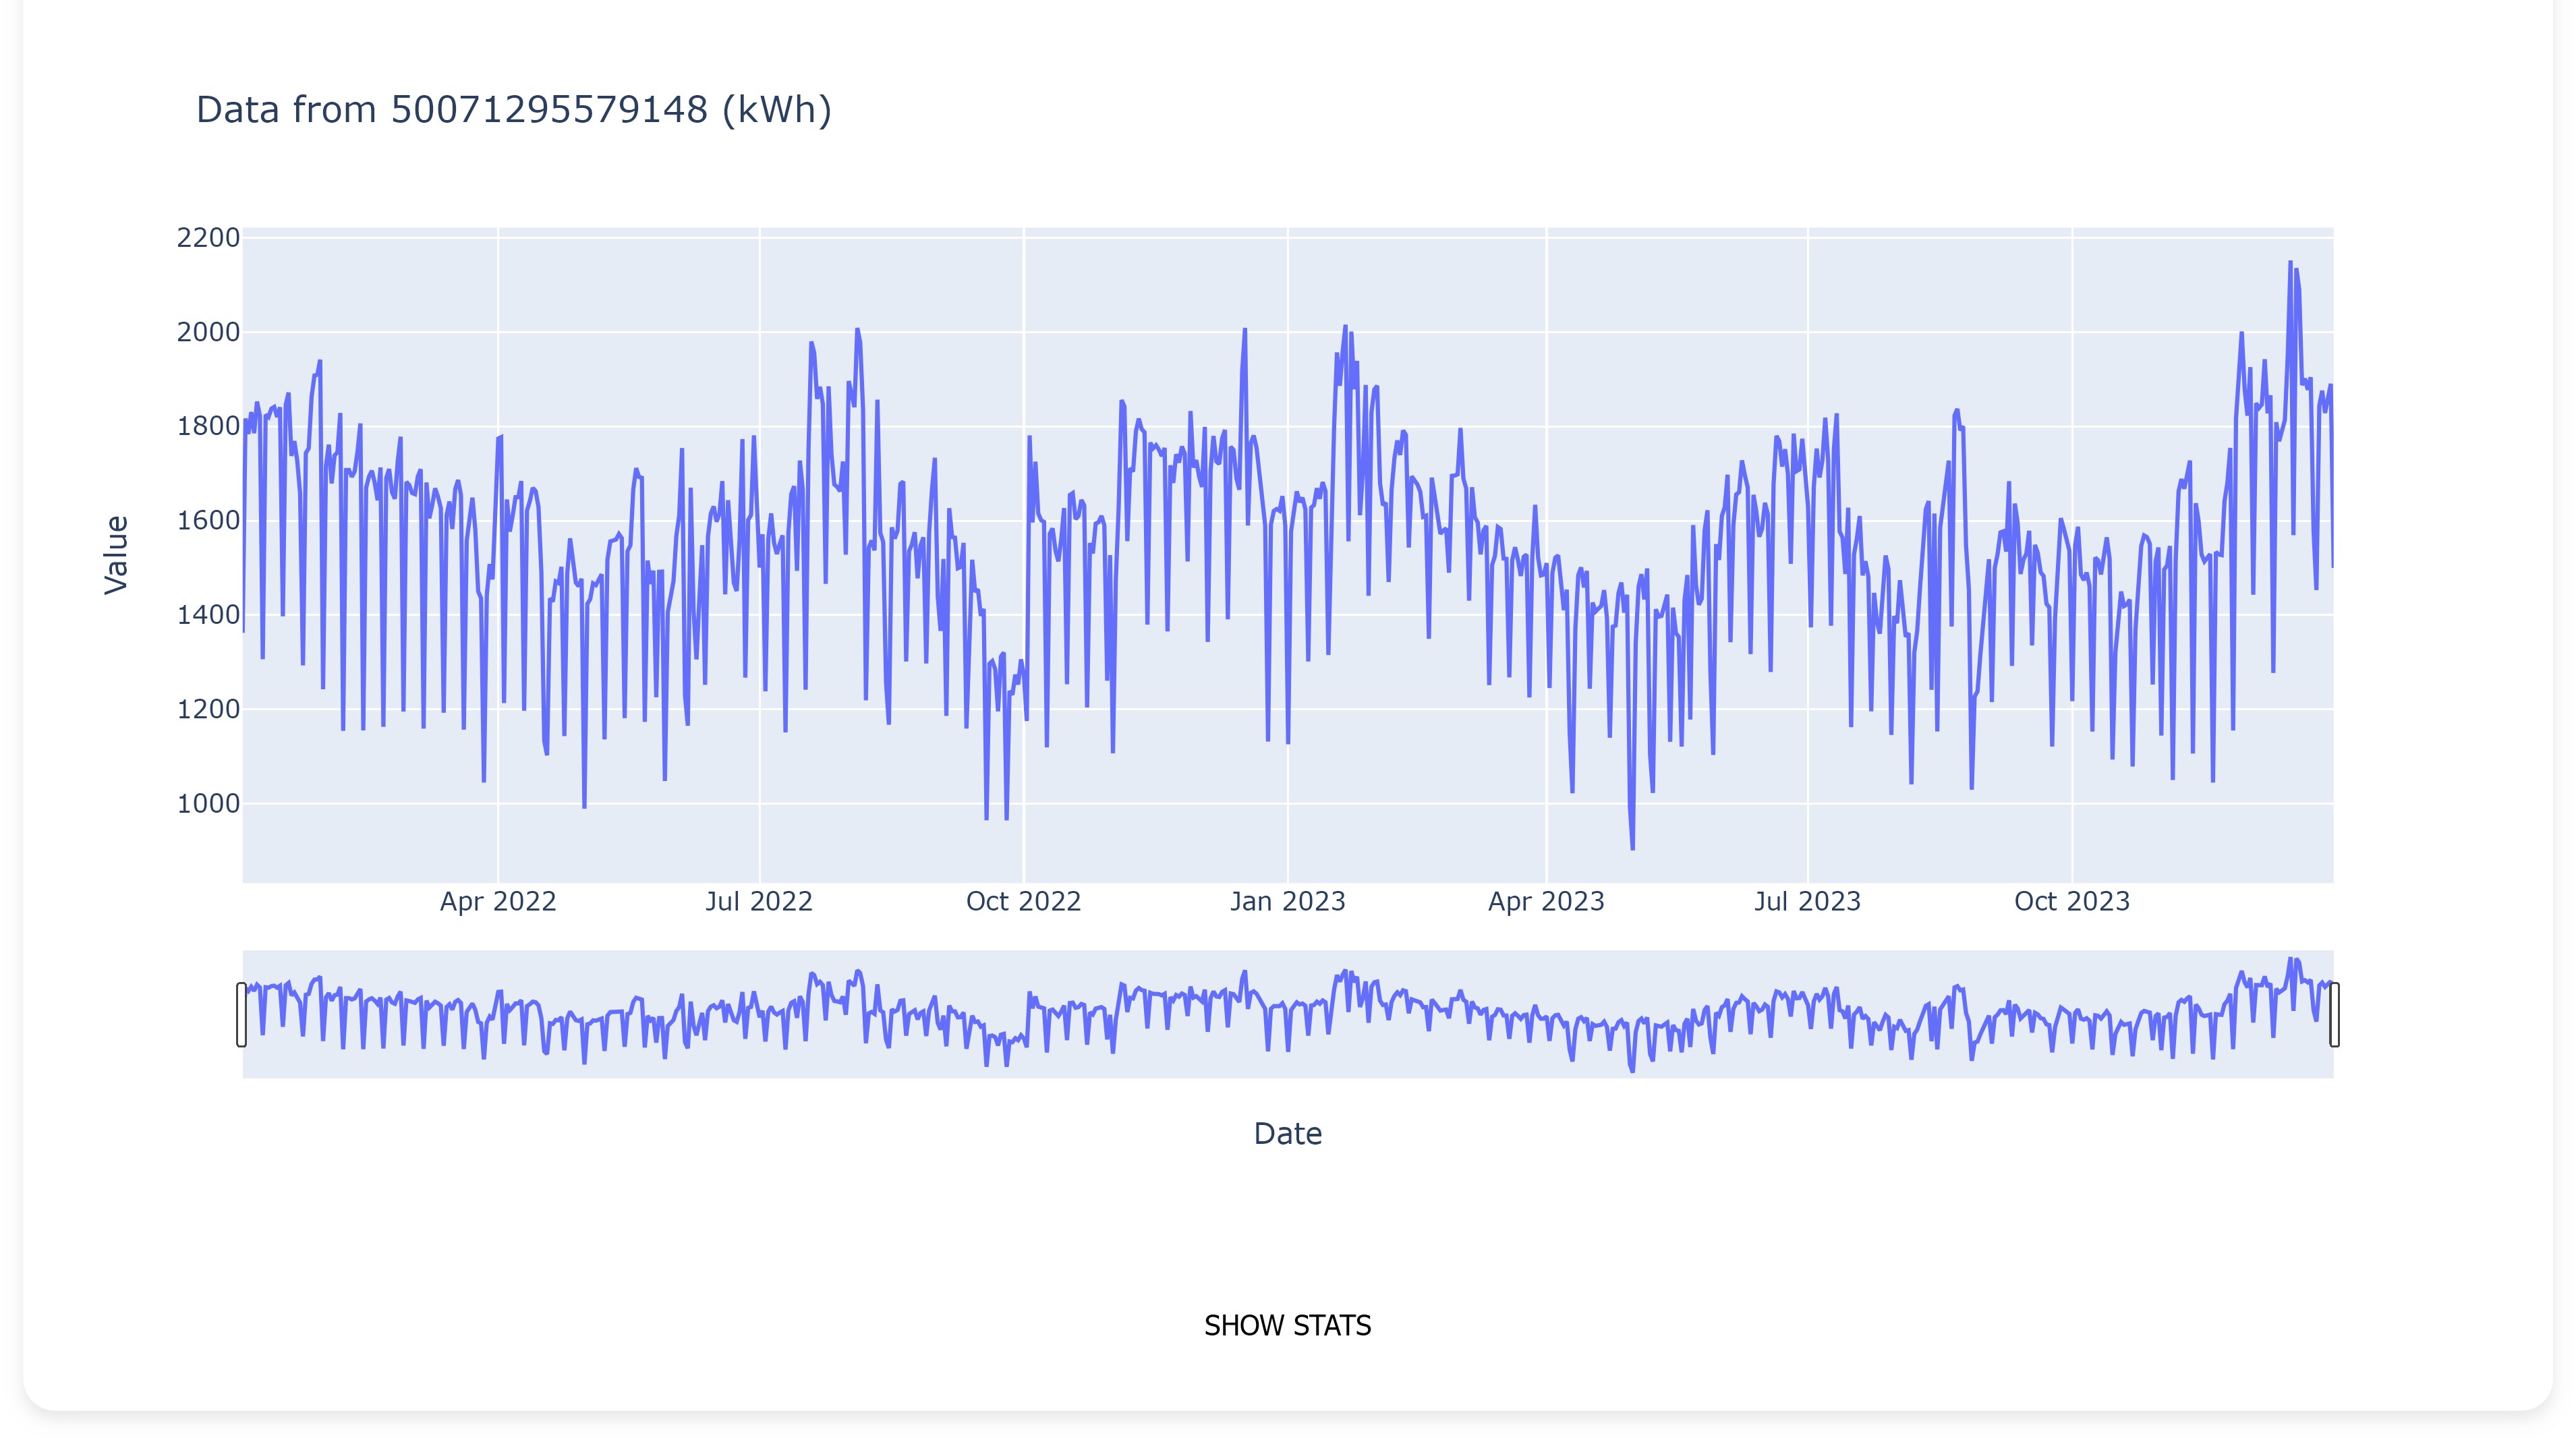 Data from 50071295579148 (kWh)
2200
2000
1800
1600
1400
1200
1000
Value
Apr 2022
Jul 2022
Oct 2022
Jan 2023
Apr 2023
Jul 2023
Oct 2023
Date
SHOW STATS